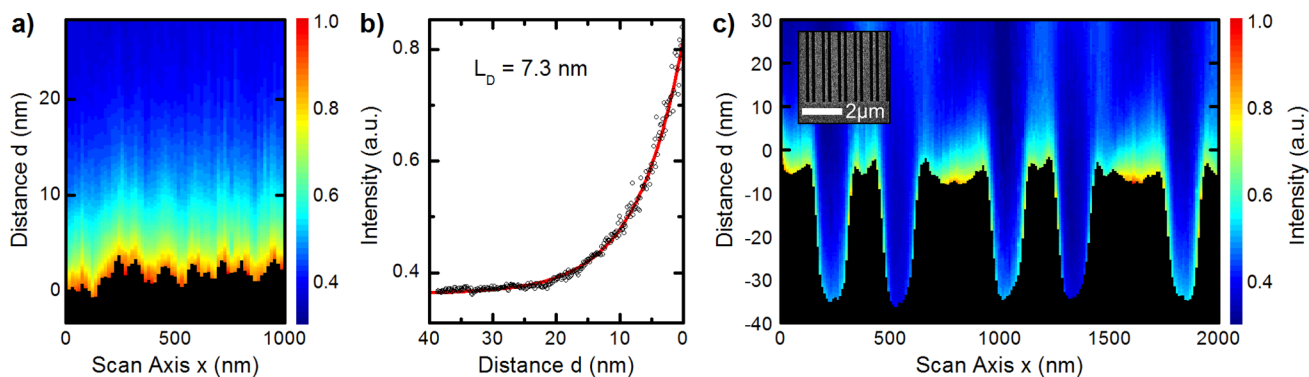 a)
Distance d (nm)
20
10
0
0
500
1000
Scan Axis x (nm)
1.0
0.8
0.6
0.4
Intensity (a.u.)
b)
L_D = 7.3 nm
0.8
0.6
0.4
40
30
20
10
0
Distance d (nm)
c)
Distance d (nm)
30
20
10
0
-10
-20
-30
-40
2μm
0
500
1000
1500
2000
Scan Axis x (nm)
1.0
0.8
0.6
0.4
Intensity (a.u.)